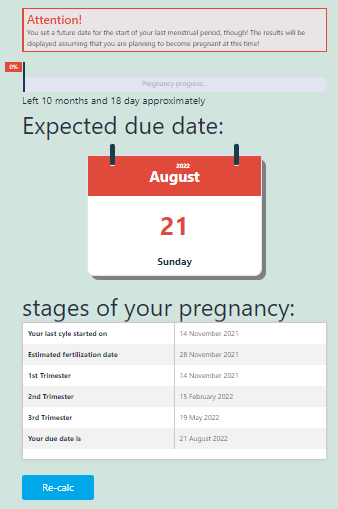 Attention!
You set a future date for the start of your last menstrual period, though! The results will be
displayed assuming that you are planning to become pregnant at this time!
0%
Pregnancy progress...
Left 10 months and 18 day approximately
Expected due date:
2022
August
21
Sunday
stages of your pregnancy:
Your last cyle started on 14 November 2021
Estimated fertilization date 28 November 2021
1st Trimester 14 November 2021
2nd Trimester 15 February 2022
3rd Trimester 19 May 2022
Your due date is 21 August 2022
Re-calc